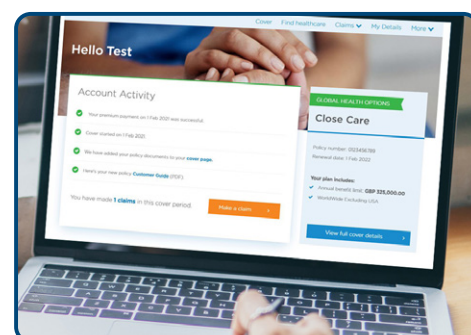 Cover Find healthcare Claims My Details More
Hello Test
Account Activity
Your premium payment on 1 Feb 2021 was successful.
Cover started on 1 Feb 2021
We have added your policy documents to your cover page.
Here's your new policy Customer Guide (PDF)
You have made 1 claims in this cover period.
Make a claim
GLOBAL HEALTH OPTIONS
Close Care
Policy number: 0123456789
Renewal date: 1 Feb 2022
Your plan includes:
Annual benefit limit: GBP 335,000.00
WorldWide Excluding USA
View full cover details